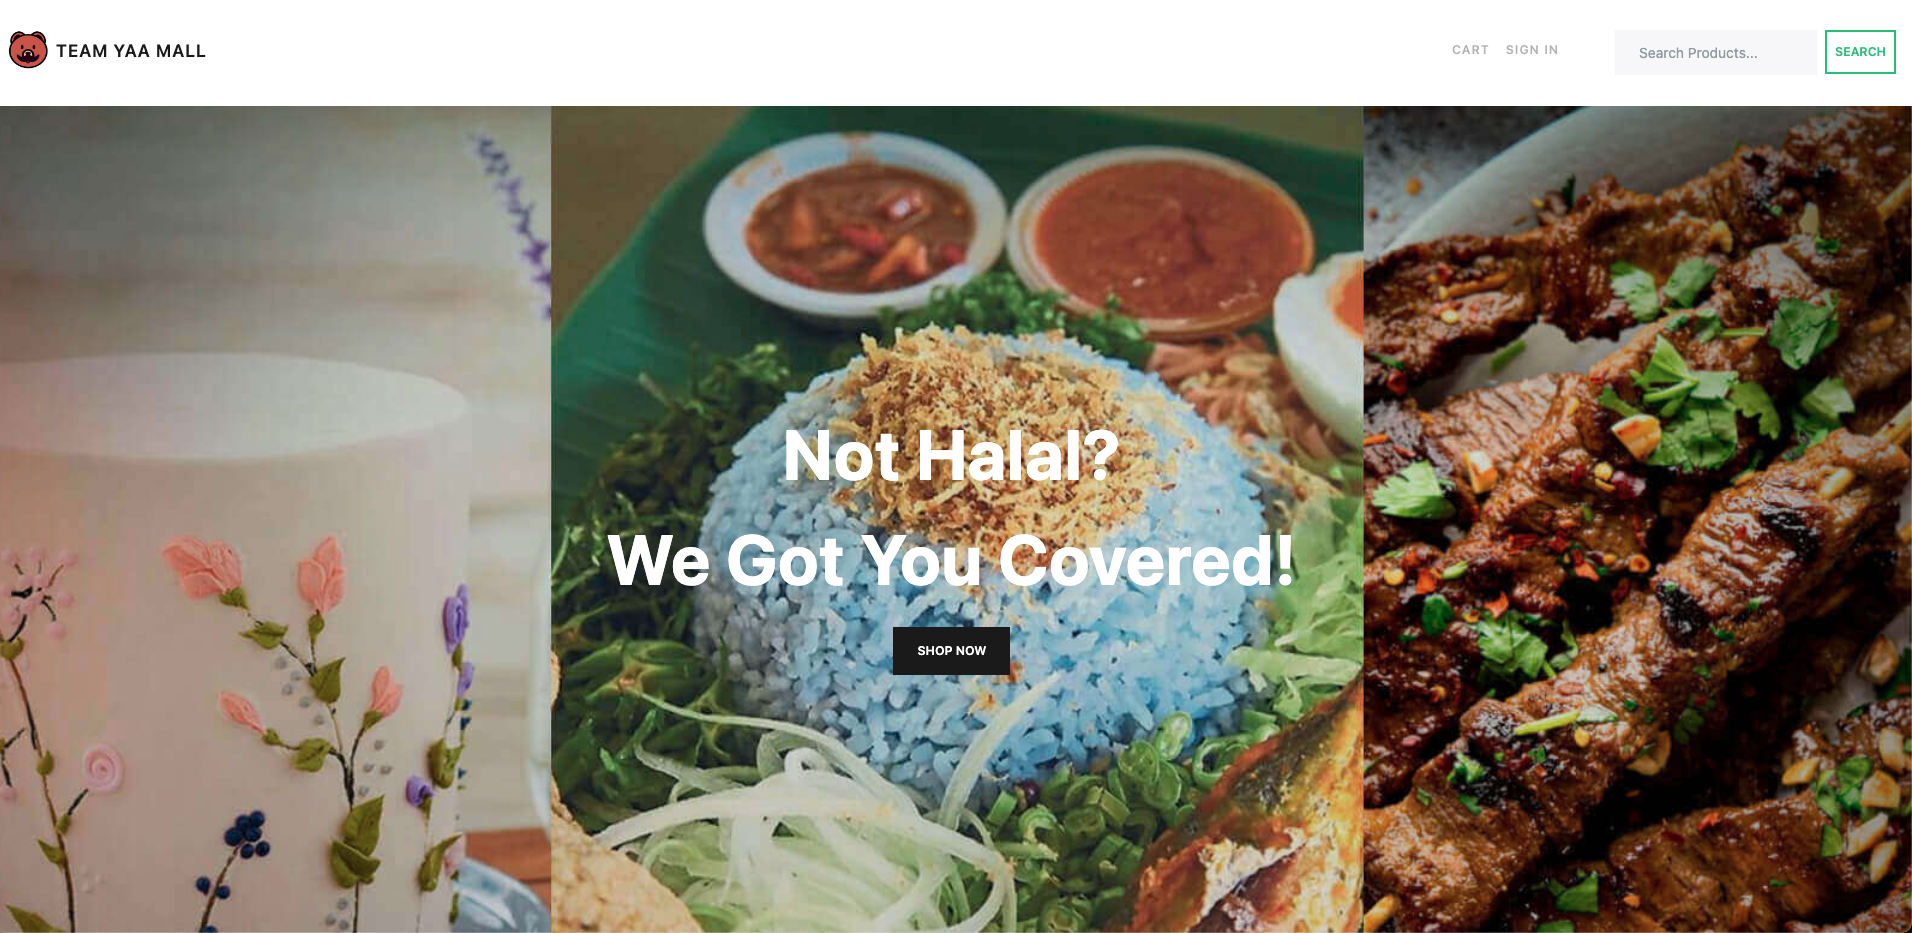 TEAM YAA MALL
CART SIGN IN
Search Products...
SEARCH
Not Halal?
We Got You Covered!
SHOP NOW